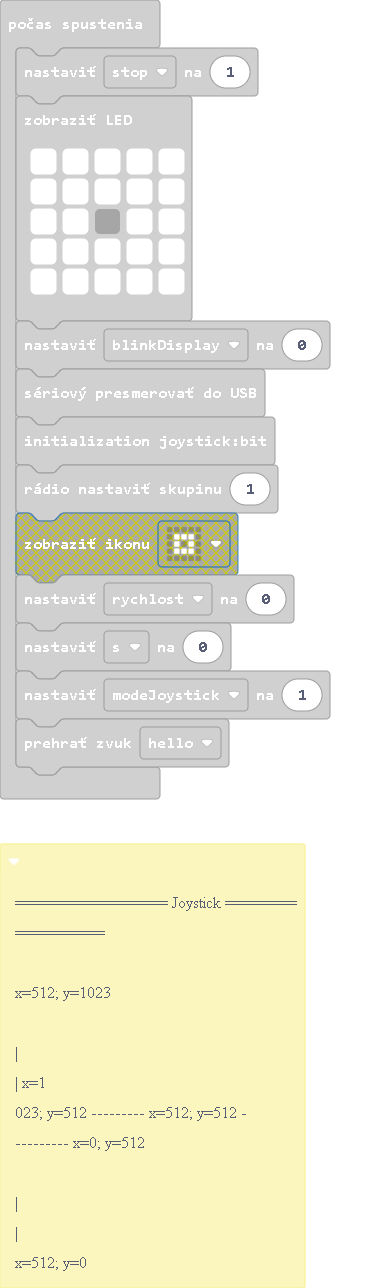 počas spustenia
nastaviť stop na 1
zobraziť LED
nastaviť blinkDisplay na 0
sériový presmerovať do USB
initialization joystick:bit
rádio nastaviť skupinu 1
zobraziť ikonu
nastaviť rychlost na 0
nastaviť s na 0
nastaviť modeJoystick na 1
prehrať zvuk hello
================= Joystick ========
==========
x=512; y=1023
|
| x=1
023; y=512 --------- x=512; y=512 -
--------- x=0; y=512
|
|
x=512; y=0